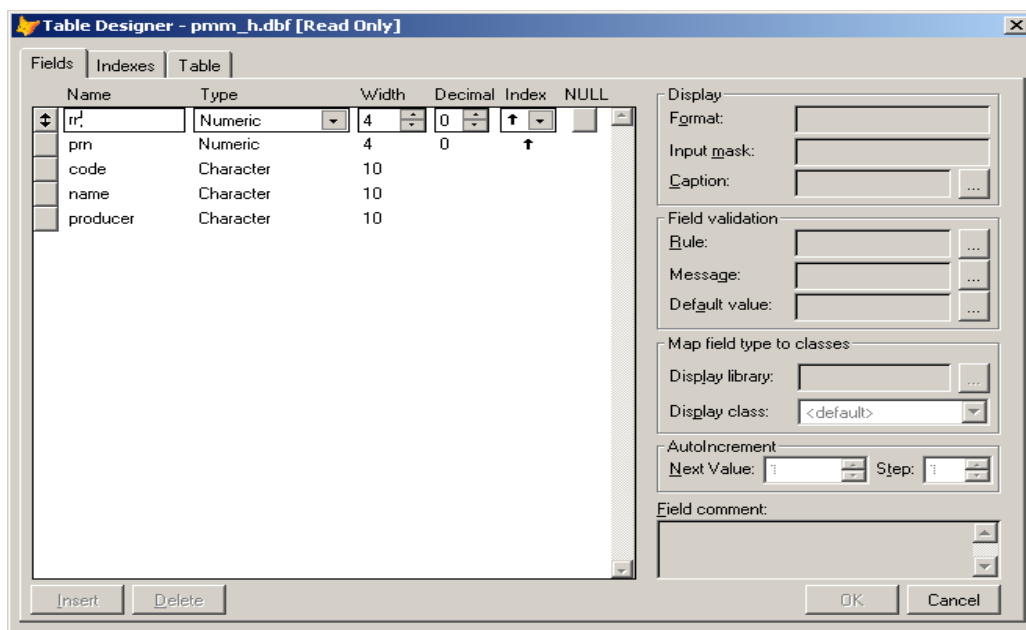 Table Designer - pmm_h.dbf [Read Only]
Fields Indexes Table
Name Type Width Decimal Index NULL
Numeric 4 0
prn Numeric 4 0
code Character 10
name Character 10
producer Character 10
Display
Format:
Input mask:
Caption: ...
Field validation
Rule: ...
Message: ...
Default value: ...
Map field type to classes
Display library: ...
Display class: <default>
AutoIncrement
Next Value: 1 Step: 1
Field comment:
Insert Delete OK Cancel